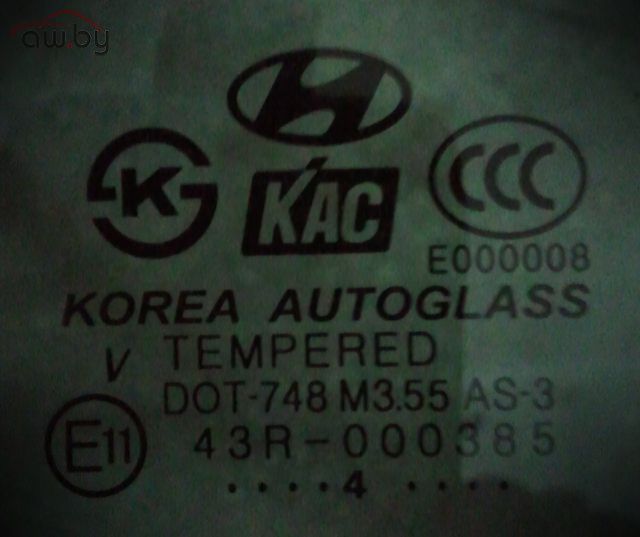 aw.by
K
KAC
CCC
E000008
KOREA AUTOGLASS
V TEMPERED
DOT-748 M3.55 AS-3
E11 43R-000385
....4 ....